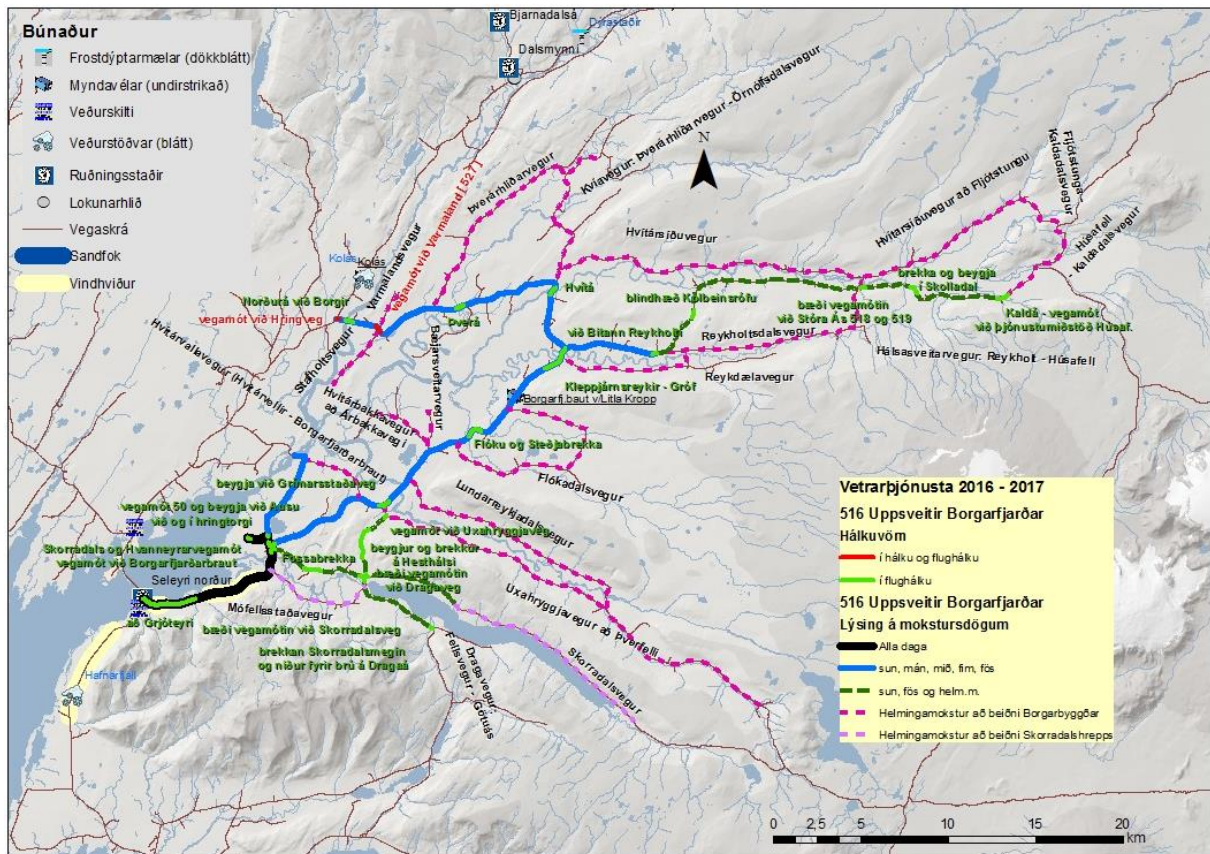 Búnaður
Frostdýptarmælar (dökkblátt)
Myndavélar (undirstrikað)
Veðurskilti
Veðurstöðvar (blátt)
Ruðningsstaðir
Lokunarhlið
Vegaskrá
Sandfok
Vindhviður
Bjarnadalsá
Dyrastaðir
Dalsmynni
N
Þverárhlíðarvegur
Kvíavegur- Þverárhlíðarvegur -Örnólfsdalsvegur
vegamót við Varmaland [527]
Varmalandsvegur
Kolás
Kolás
Norðurá við Borgir
vegamót við Hringveg
Stafholtsvegur
Þverá
Hvítá
Hvítársíðuvegur
Hvítársíðuvegur að Fljótstungu
Fljótstunga-
Kaldadalsvegur
Húsafell
- Kaldadalsvegur
blindhæð Kolbeinsrófu
brekka og beygja
í Skolladal
bæði vegamótin
við Stóra Ás 518 og 519
Kaldá - vegamót
við þjónustumiðstöð Húsaf.
við Bitann Reykholti
Reykholtsdalsvegur
Hálsasveitarvegur: Reykholt - Húsafell
Reykdælavegur
Kleppjárnsreykir - Gróf
Borgarfj.baut v/Litla Kropp
Bæjarsveitarvegur
Hvítárbakkavegur
að Árbakkavegi
Hvítárvallavegur (Hvítárvellir - Borgarfjarðarbraut)
Flóku og Steðjabrekka
Flókadalsvegur
beygja við Grímarsstaðaveg
Lundarreykjadalsvegur
vegamót 50 og beygja við Ausu
við og í hringtorgi
vegamót við Uxahryggjaveg
Skorradals og Hvanneyrarvegamót
vegamót við Borgarfjarðarbraut
Fossabrekka
beygjur og brekkur
á Hesthálsi
bæði vegamótin
við Dragaveg
Seleyri norður
Uxahryggjavegur að Þverfelli
að Grjóteyri
Mófellsstaðavegur
bæði vegamótin við Skorradalsveg
brekkan Skorradalsmegin
og niður fyrir brú á Dragaá
Dragavegur:
Fellsvegur - Götuás
Skorradalsvegur
Hafnarfjall
Vetrarþjónusta 2016 - 2017
516 Uppsveitir Borgarfjarðar
Hálkuvörn
í hálku og flughálku
í flughálku
516 Uppsveitir Borgarfjarðar
Lýsing á mokstursdögum
Alla daga
sun, mán, mið, fim, fös
sun, fös og helm.m.
Helmingamokstur að beiðni Borgarbyggðar
Helmingamokstur að beiðni Skorradalshrepps
0 2,5 5 10 15 20
km